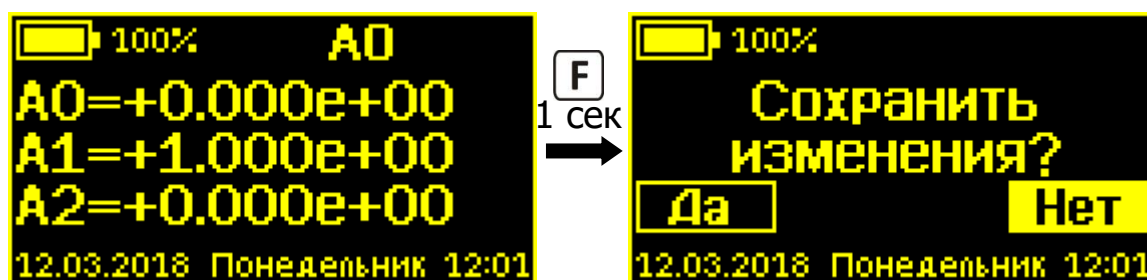 100% A0
A0=+0.000e+00
A1=+1.000e+00
A2=+0.000e+00
12.03.2018 Понедельник 12:01
F
1 сек
100%
Сохранить
изменения?
Да Нет
12.03.2018 Понедельник 12:01